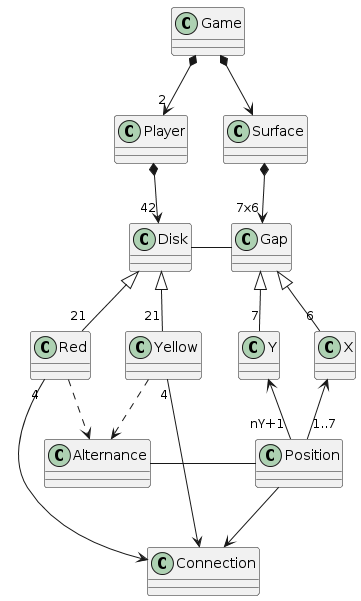 C Game
2
C Player
C Surface
42
7x6
C Disk
C Gap
21
21
7
6
C Red
C Yellow
C Y
C X
4
4
nY+1
1..7
C Alternance
C Position
C Connection